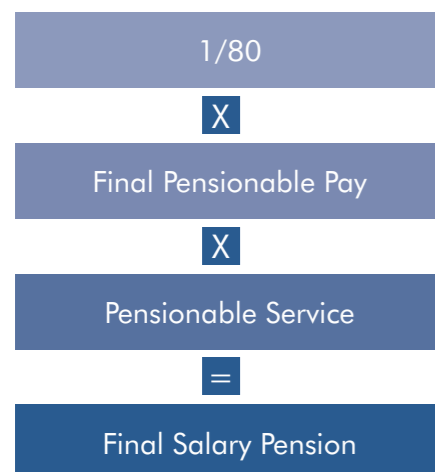 1/80
X
Final Pensionable Pay
X
Pensionable Service
=
Final Salary Pension